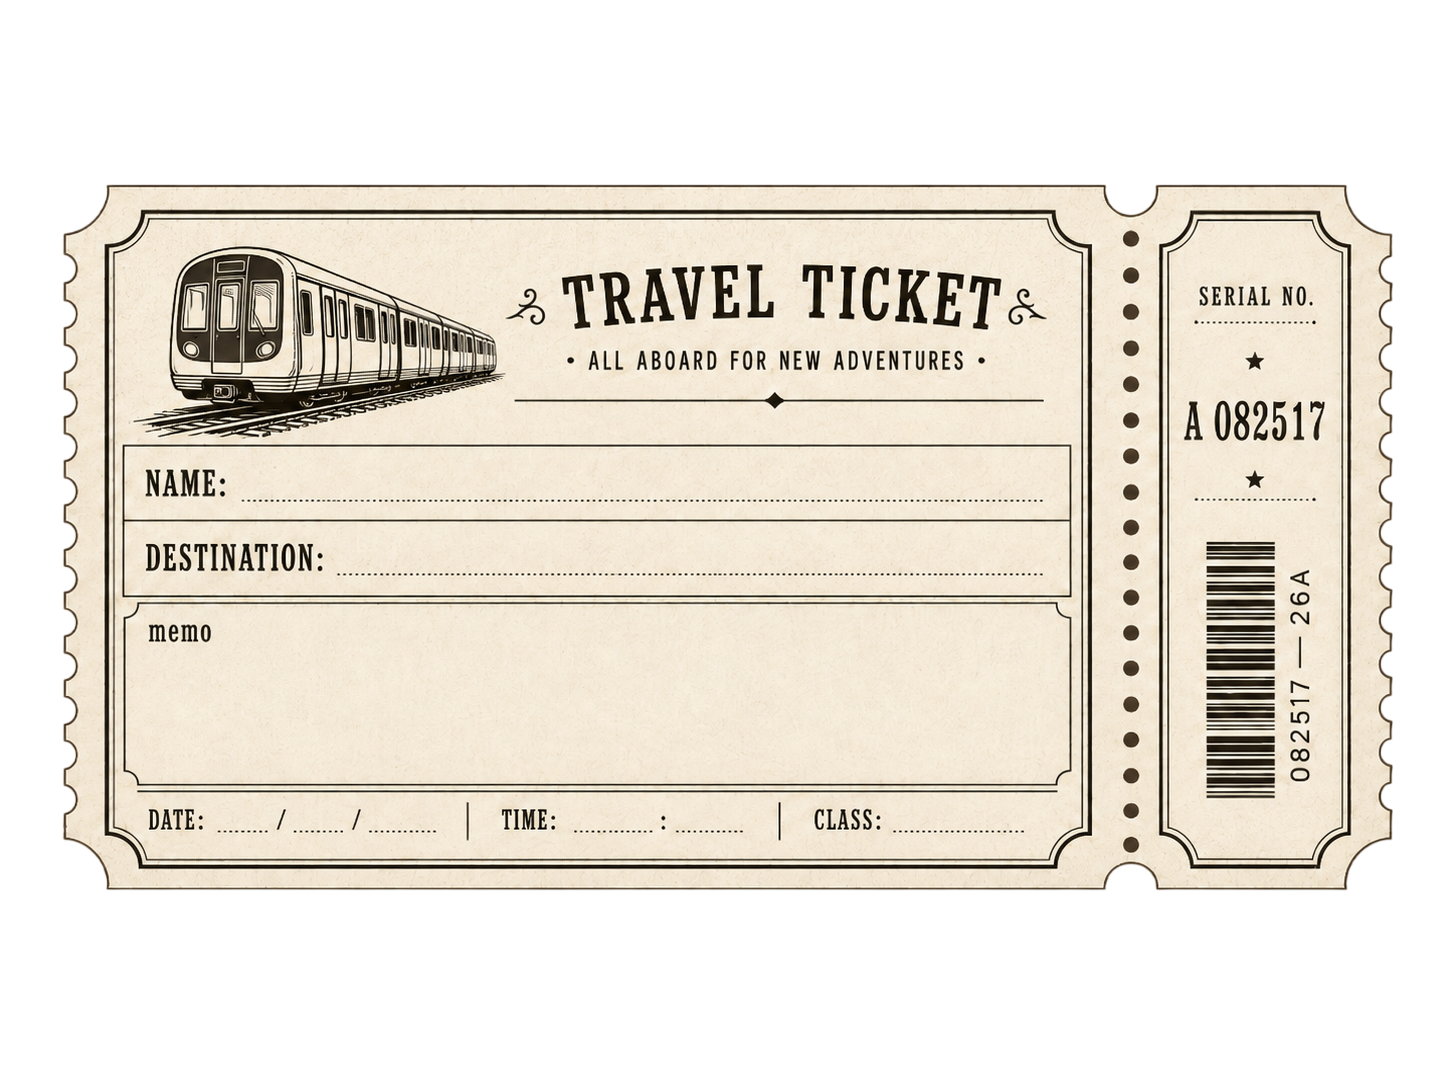 TRAVEL TICKET
• ALL ABOARD FOR NEW ADVENTURES •
NAME:
DESTINATION:
memo
DATE: / /
TIME: :
CLASS:
SERIAL NO.
A 082517
082517 — 26A